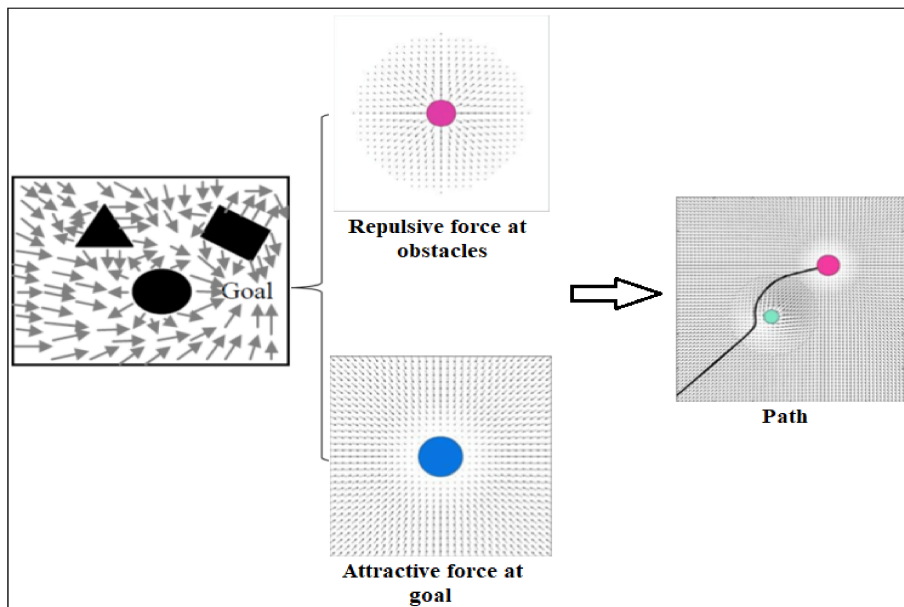 Goal
Repulsive force at
obstacles
Attractive force at
goal
Path